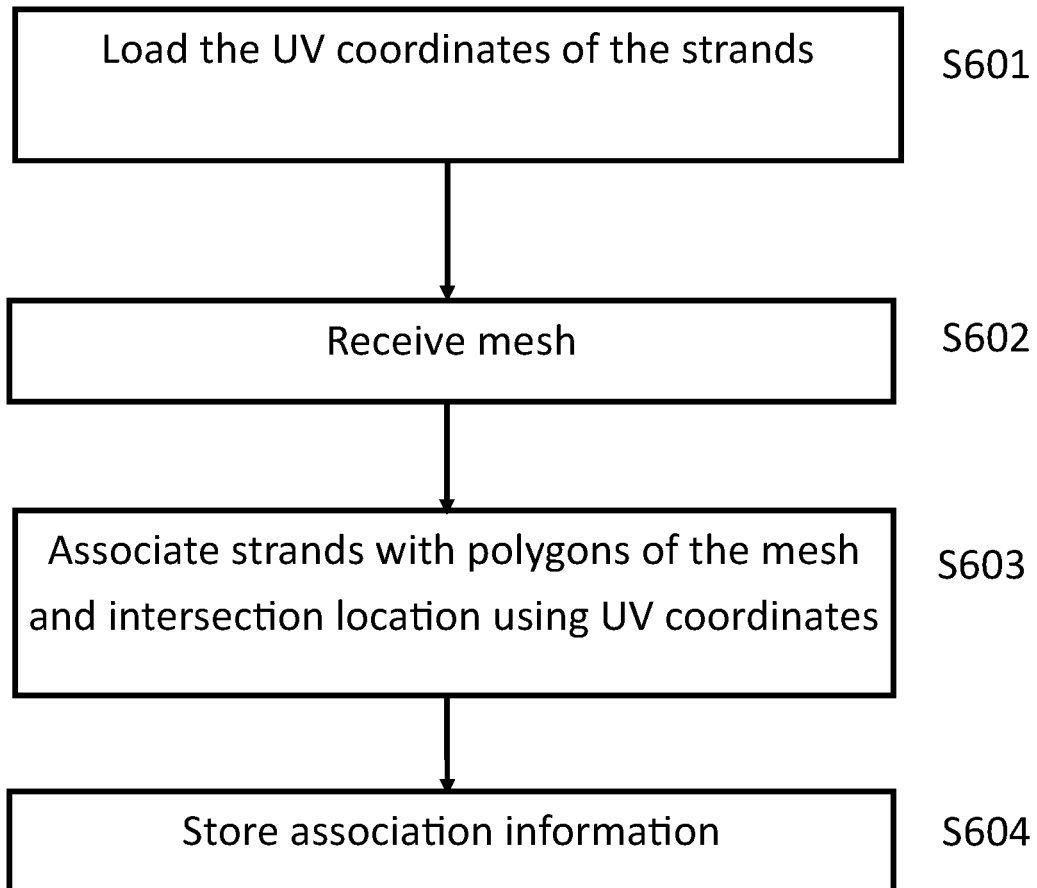 Load the UV coordinates of the strands
S601
Receive mesh
S602
Associate strands with polygons of the mesh
and intersection location using UV coordinates
S603
Store association information
S604